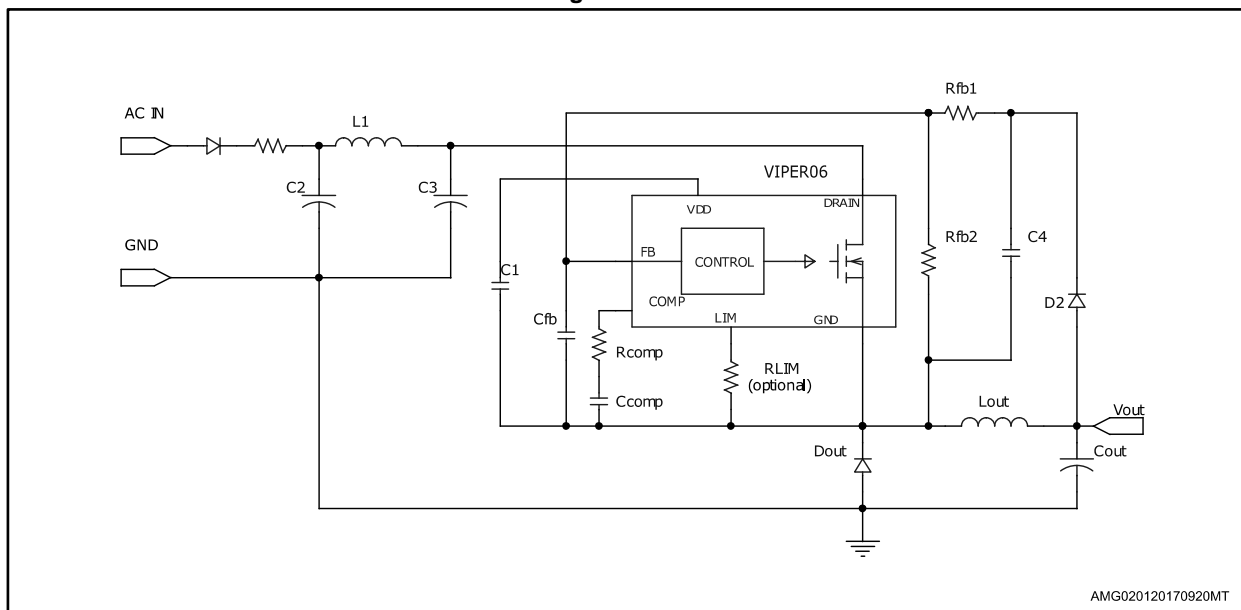 Rfb1
AC IN
L1
VIPER06
C2
C3
VDD
DRAIN
GND
FB
CONTROL
Rfb2
C4
C1
COMP
D2
Cfb
LIM
GND
Rcomp
RLIM
(optional)
Ccomp
Lout
Vout
Dout
Cout
AMG020120170920MT